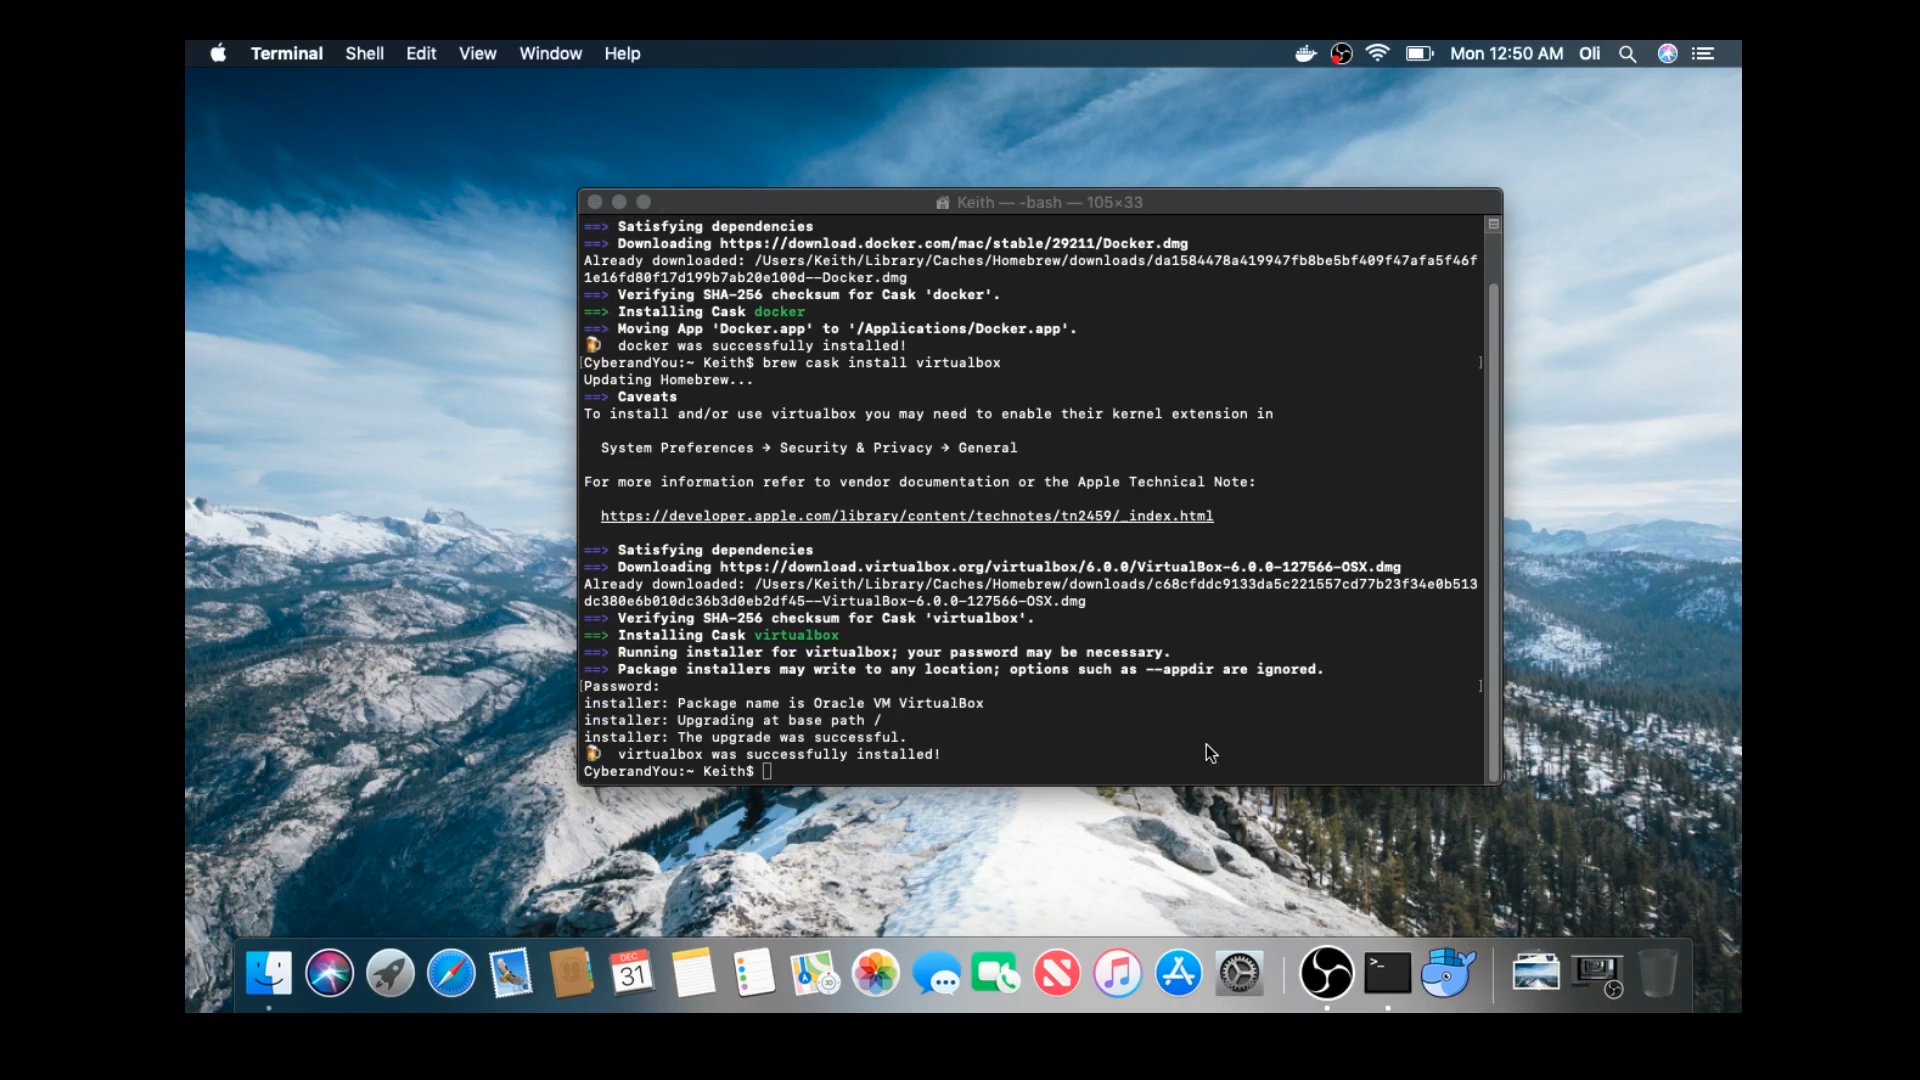 Terminal Shell Edit View Window Help Mon 12:50 AM Oli
Keith — -bash — 105×33
==> Satisfying dependencies
==> Downloading https://download.docker.com/mac/stable/29211/Docker.dmg
Already downloaded: /Users/Keith/Library/Caches/Homebrew/downloads/da1584478a419947fb8be5bf409f47afa5f46f
1e16fd80f17d199b7ab20e100d--Docker.dmg
==> Verifying SHA-256 checksum for Cask 'docker'.
==> Installing Cask docker
==> Moving App 'Docker.app' to '/Applications/Docker.app'.
docker was successfully installed!
[CyberandYou:~ Keith$ brew cask install virtualbox ]
Updating Homebrew...
==> Caveats
To install and/or use virtualbox you may need to enable their kernel extension in
System Preferences → Security & Privacy → General
For more information refer to vendor documentation or the Apple Technical Note:
https://developer.apple.com/library/content/technotes/tn2459/_index.html
==> Satisfying dependencies
==> Downloading https://download.virtualbox.org/virtualbox/6.0.0/VirtualBox-6.0.0-127566-OSX.dmg
Already downloaded: /Users/Keith/Library/Caches/Homebrew/downloads/c68cfddc9133da5c221557cd77b23f34e0b513
dc380e6b010dc36b3d0eb2df45--VirtualBox-6.0.0-127566-OSX.dmg
==> Verifying SHA-256 checksum for Cask 'virtualbox'.
==> Installing Cask virtualbox
==> Running installer for virtualbox; your password may be necessary.
==> Package installers may write to any location; options such as --appdir are ignored.
[Password: ]
installer: Package name is Oracle VM VirtualBox
installer: Upgrading at base path /
installer: The upgrade was successful.
virtualbox was successfully installed!
CyberandYou:~ Keith$
DEC
31
>_